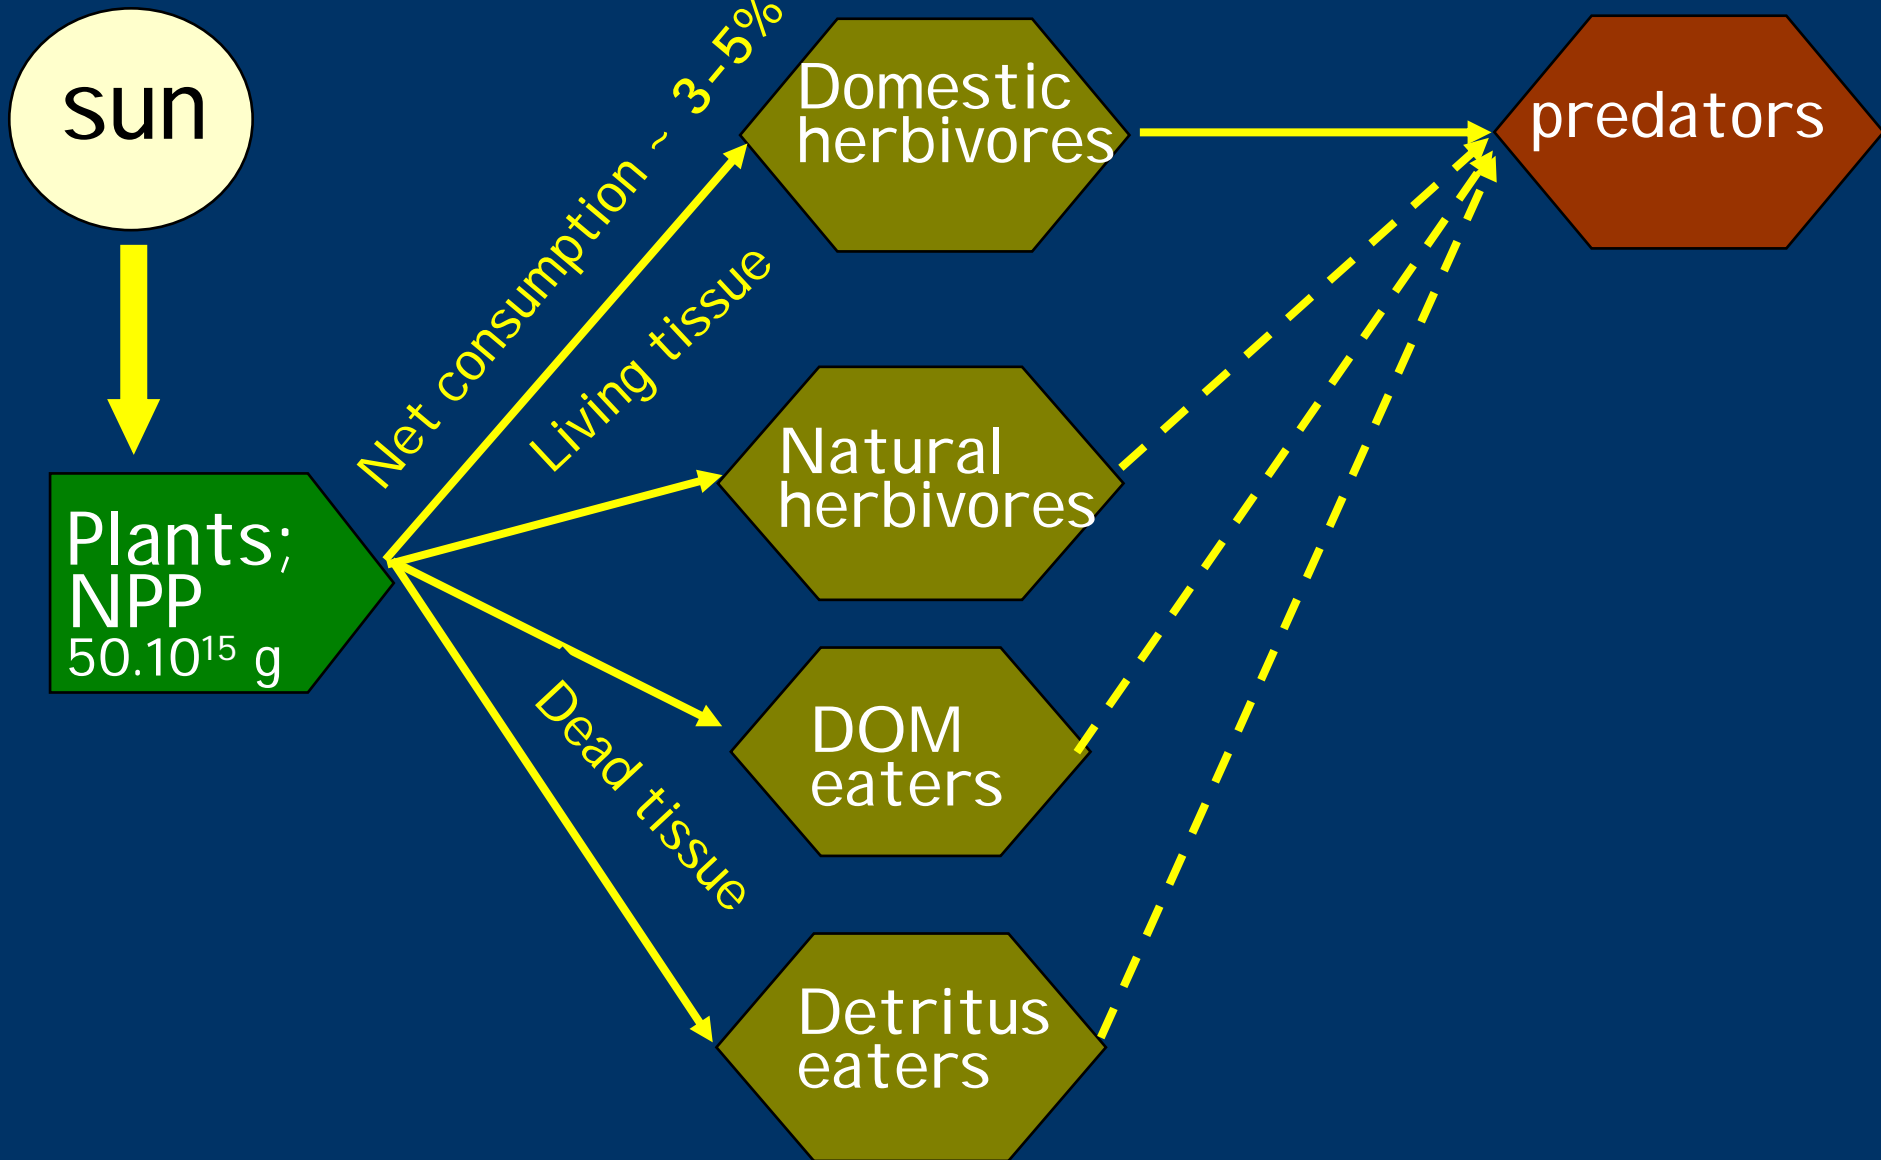 sun
Net consumption ~ 3-5%
Domestic
herbivores
predators
Living tissue
Natural
herbivores
Plants;
NPP
50.10¹⁵ g
Dead tissue
DOM
eaters
Detritus
eaters